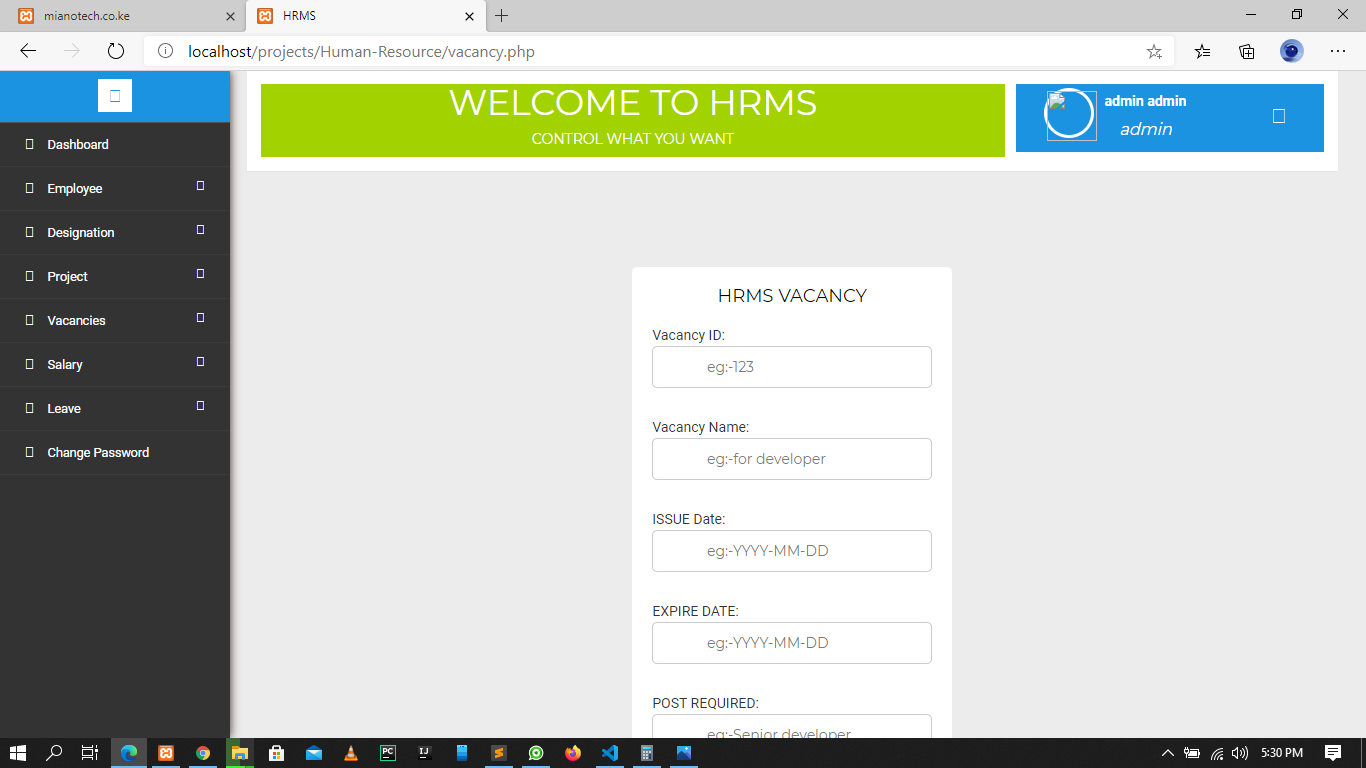 mianotech.co.ke
HRMS
localhost/projects/Human-Resource/vacancy.php
WELCOME TO HRMS
CONTROL WHAT YOU WANT
admin admin
admin
Dashboard
Employee
Designation
Project
Vacancies
Salary
Leave
Change Password
HRMS VACANCY
Vacancy ID:
eg:-123
Vacancy Name:
eg:-for developer
ISSUE Date:
eg:-YYYY-MM-DD
EXPIRE DATE:
eg:-YYYY-MM-DD
POST REQUIRED:
eg:-Senior developer
PC
IJ
5:30 PM